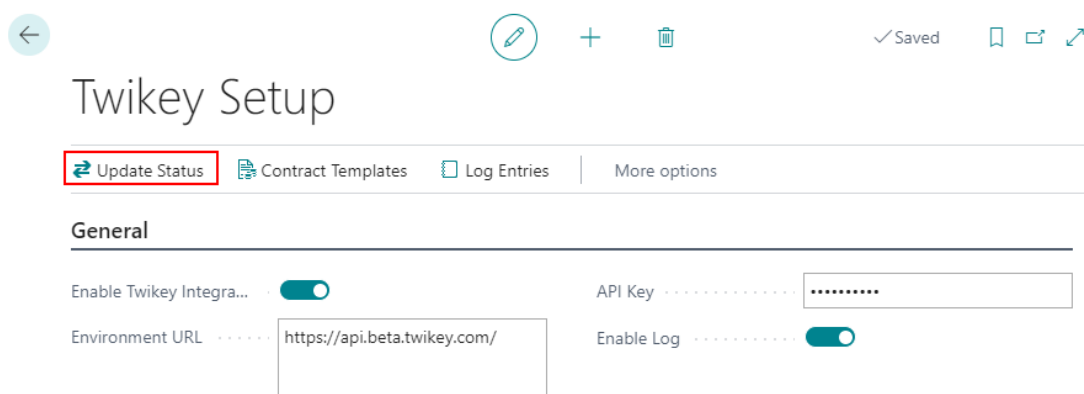 Saved
Twikey Setup
Update Status Contract Templates Log Entries More options
General
Enable Twikey Integra... API Key ••••••••••
Environment URL https://api.beta.twikey.com/ Enable Log